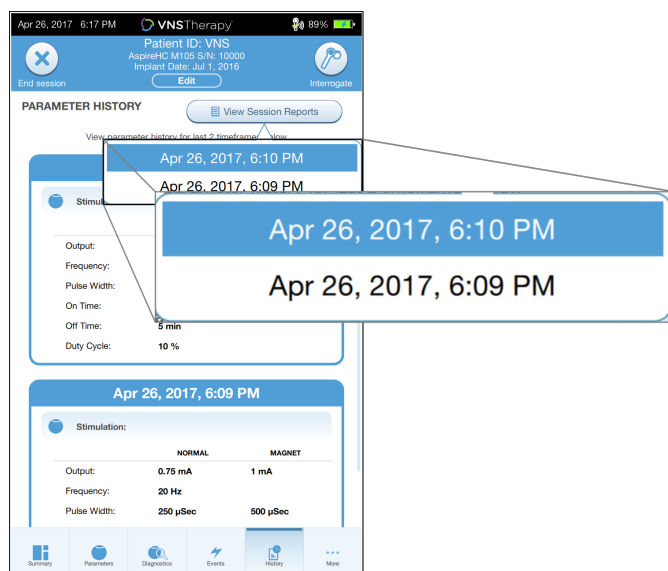 Apr 26, 2017 6:17 PM VNSTherapy 89%
Patient ID: VNS
AspireHC M105 S/N: 10000
Implant Date: Jul 1, 2016
End session Edit Interrogate
PARAMETER HISTORY View Session Reports
View parameter history for last 2 timeframes below
Apr 26, 2017, 6:10 PM
Apr 26, 2017, 6:09 PM
Apr 26, 2017, 6:10 PM
Apr 26, 2017, 6:09 PM
Output:
Frequency:
Pulse Width:
On Time:
Off Time: 5 min
Duty Cycle: 10 %
Apr 26, 2017, 6:09 PM
Stimulation:
NORMAL MAGNET
Output: 0.75 mA 1 mA
Frequency: 20 Hz
Pulse Width: 250 µSec 500 µSec
Summary Parameters Diagnostics Events History More